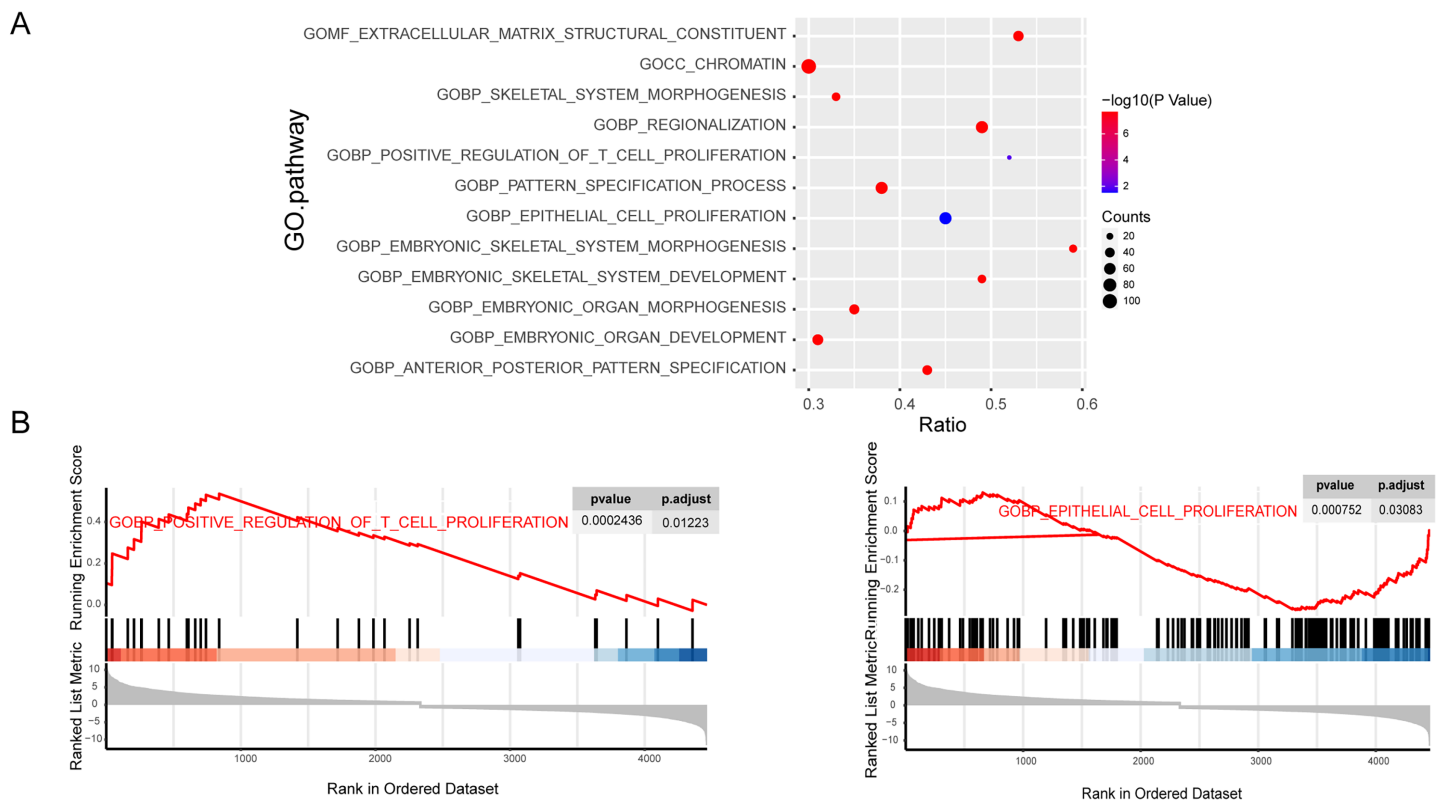 A
GO.pathway
GOMF_EXTRACELLULAR_MATRIX_STRUCTURAL_CONSTITUENT
GOCC_CHROMATIN
GOBP_SKELETAL_SYSTEM_MORPHOGENESIS
GOBP_REGIONALIZATION
GOBP_POSITIVE_REGULATION_OF_T_CELL_PROLIFERATION
GOBP_PATTERN_SPECIFICATION_PROCESS
GOBP_EPITHELIAL_CELL_PROLIFERATION
GOBP_EMBRYONIC_SKELETAL_SYSTEM_MORPHOGENESIS
GOBP_EMBRYONIC_SKELETAL_SYSTEM_DEVELOPMENT
GOBP_EMBRYONIC_ORGAN_MORPHOGENESIS
GOBP_EMBRYONIC_ORGAN_DEVELOPMENT
GOBP_ANTERIOR_POSTERIOR_PATTERN_SPECIFICATION
0.3 0.4 0.5 0.6
Ratio
−log10(P Value)
6
4
2
Counts
20
40
60
80
100
B
Running Enrichment Score
0.4
0.2
0.0
GOBP_POSITIVE_REGULATION_OF_T_CELL_PROLIFERATION
pvalue p.adjust
0.0002436 0.01223
Ranked List Metric
10
5
0
−5
−10
1000 2000 3000 4000
Rank in Ordered Dataset
Running Enrichment Score
0.1
0.0
−0.1
−0.2
GOBP_EPITHELIAL_CELL_PROLIFERATION
pvalue p.adjust
0.000752 0.03083
Ranked List Metric
10
5
0
−5
−10
1000 2000 3000 4000
Rank in Ordered Dataset